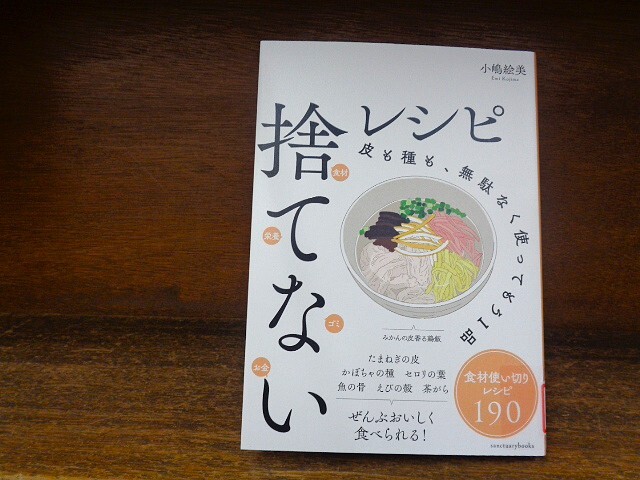 小嶋絵美
Emi Kojima
捨てない
レシピ
食材
栄養
ゴミ
お金
皮も種も、無駄なく使ってもう1品
みかんの皮香る鶏飯
たまねぎの皮
かぼちゃの種 セロリの葉
魚の骨 えびの殻 茶がら
ぜんぶおいしく
食べられる!
食材使い切り
レシピ
190
sanctuarybooks